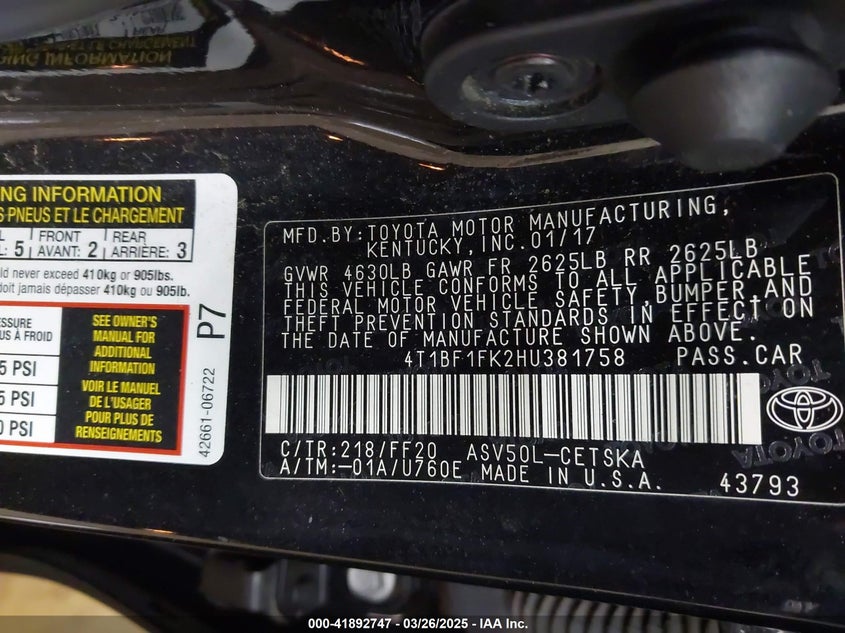 ING INFORMATION
S PNEUS ET LE CHARGEMENT
L: 5 FRONT AVANT: 2 REAR ARRIÈRE: 3
ld never exceed 410kg or 905lbs.
doit jamais dépasser 410kg ou 905lb.
ESSURE
US À FROID
5 PSI
5 PSI
0 PSI
SEE OWNER'S
MANUAL FOR
ADDITIONAL
INFORMATION
VOIR LE MANUEL
DE L'USAGER
POUR PLUS DE
RENSEIGNEMENTS
P7
42661-06722
MFD.BY:TOYOTA MOTOR MANUFACTURING,
KENTUCKY,INC.01/17
GVWR 4630LB GAWR FR 2625LB RR 2625LB
THIS VEHICLE CONFORMS TO ALL APPLICABLE
FEDERAL MOTOR VEHICLE SAFETY,BUMPER,AND
THEFT PREVENTION STANDARDS IN EFFECT ON
THE DATE OF MANUFACTURE SHOWN ABOVE.
4T1BF1FK2HU381758 PASS.CAR
TOYOTA
C/TR:218/FF20 ASV50L-CETSKA
A/TM:-01A/U760E MADE IN U.S.A.
43793
000-41892747 - 03/26/2025 - IAA Inc.